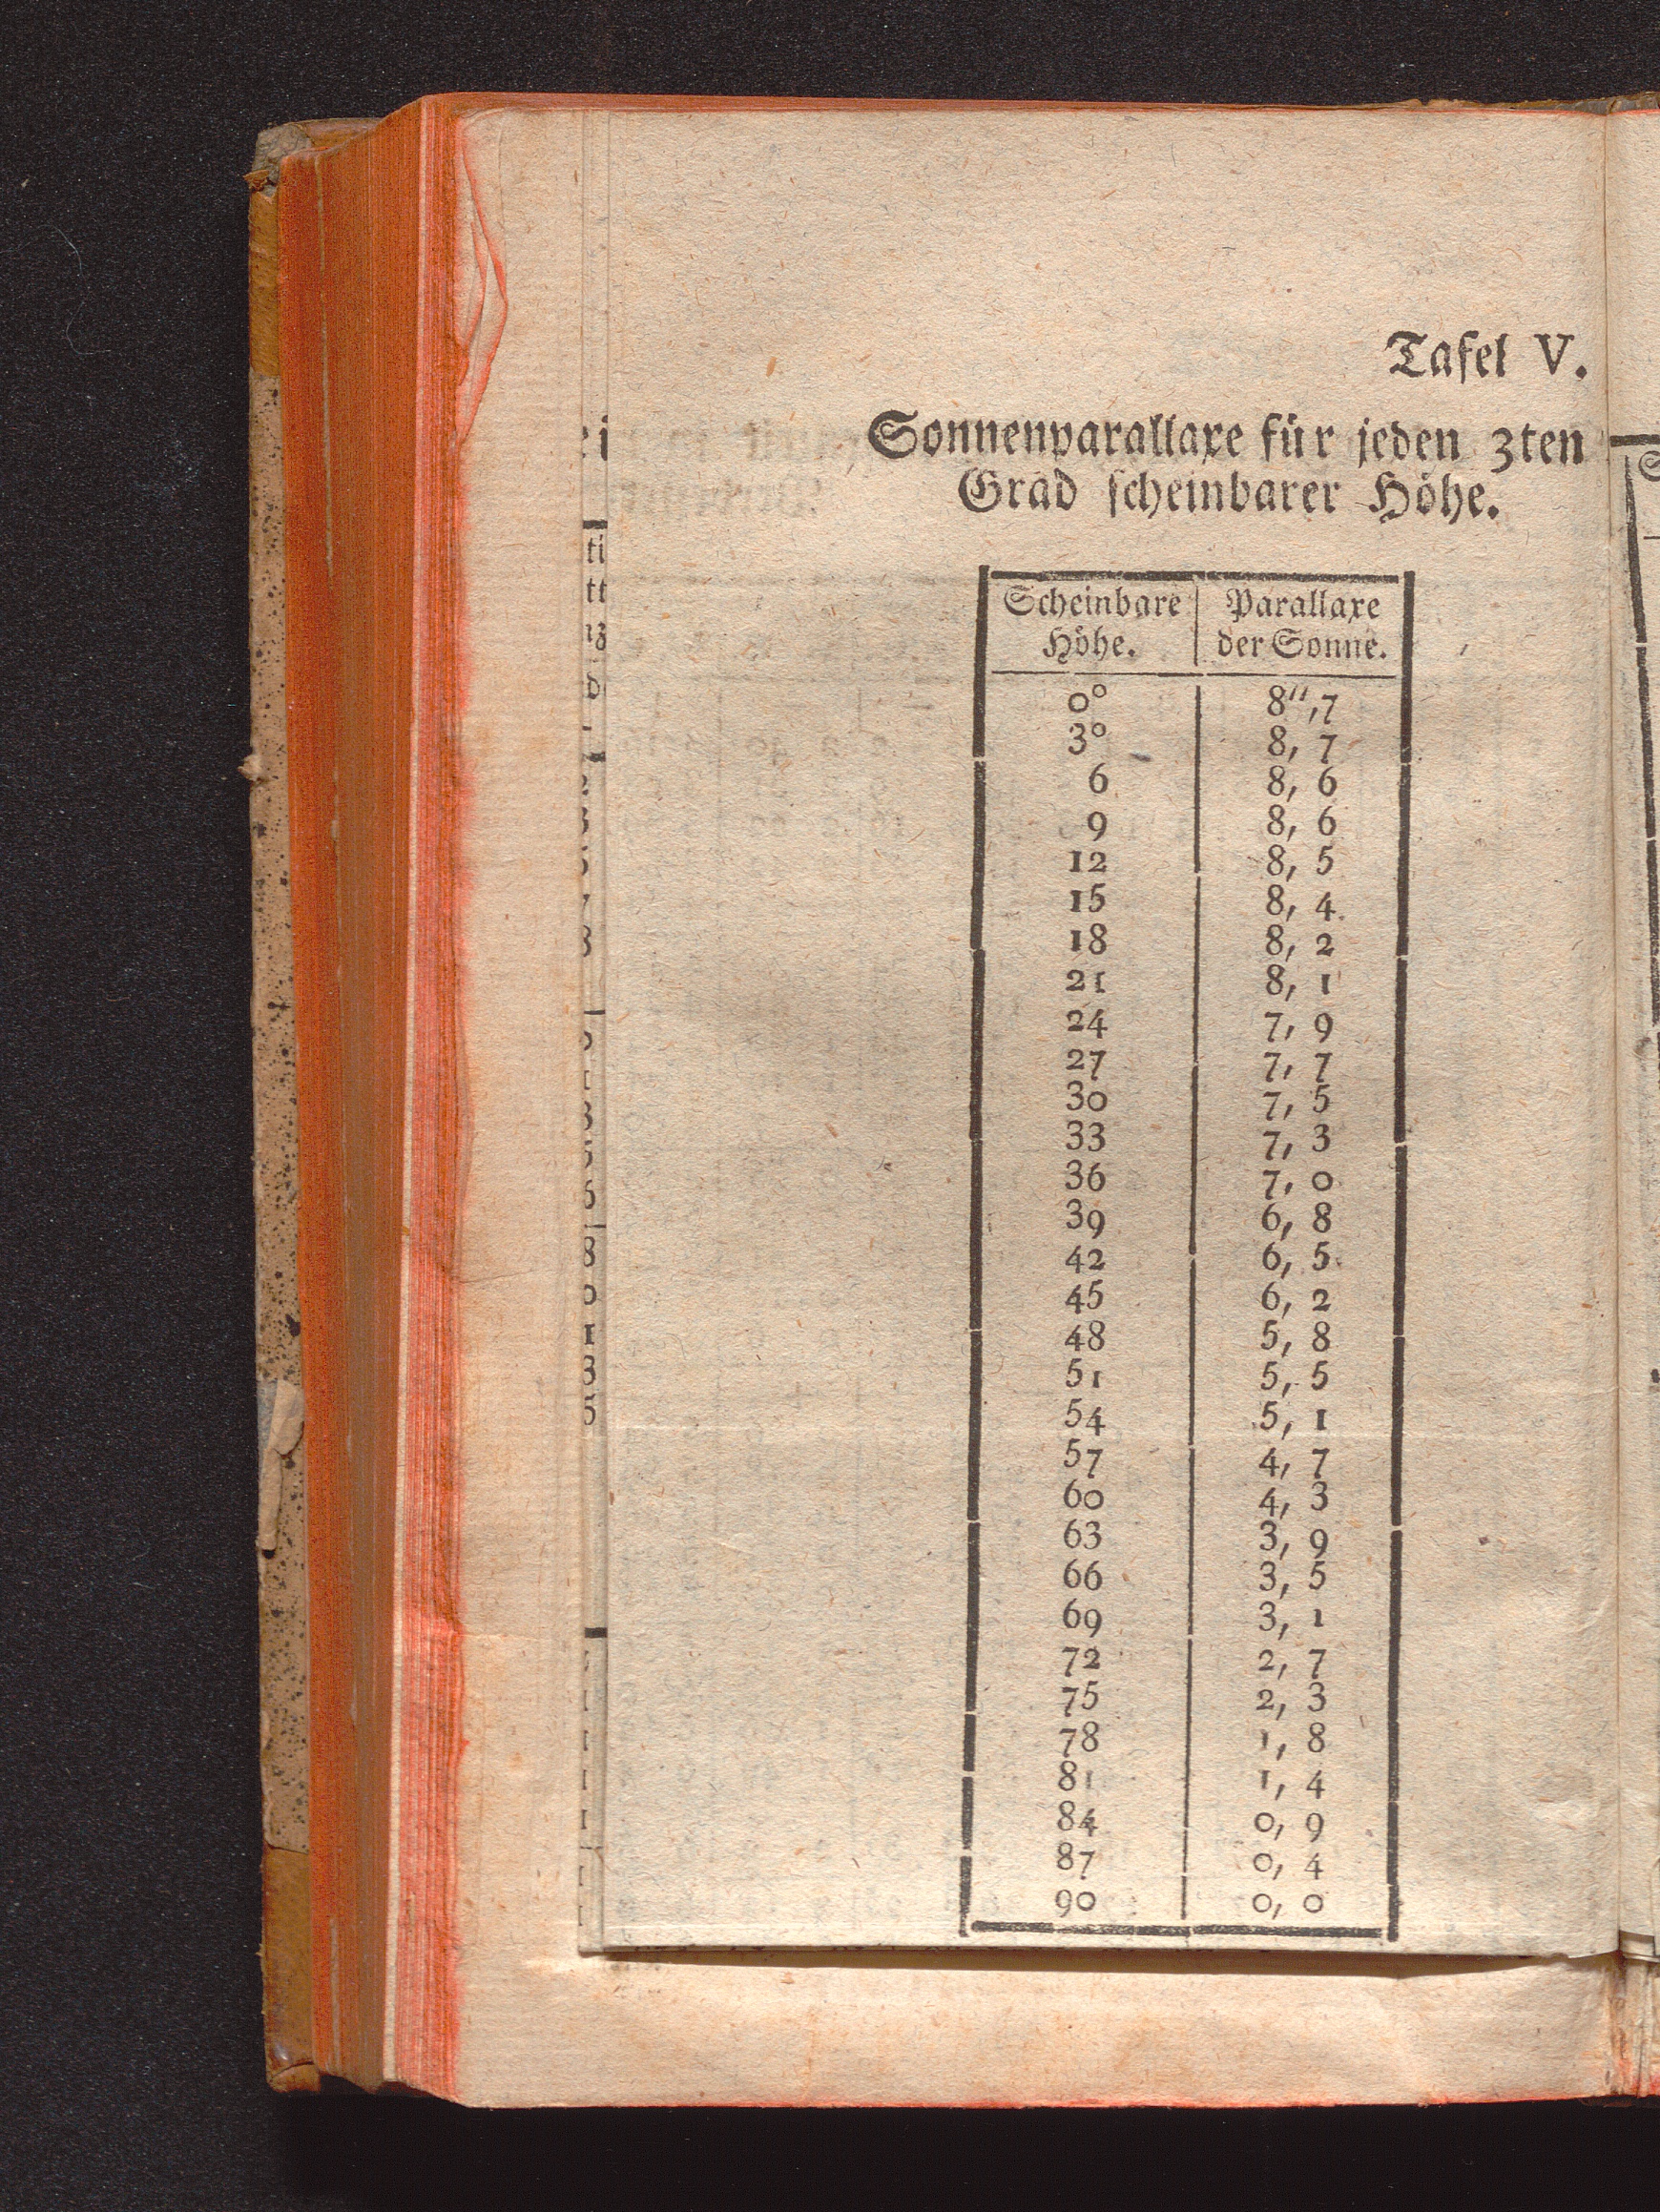 Tafel V.
Sonnenparallaxe für jeden 3ten
Grad scheinbarer Höhe.
Scheinbare Höhe. | Parallaxe der Sonne.
0° 8",7
3° 8, 7
6 8, 6
9 8, 6
12 8, 5
15 8, 4
18 8, 2
21 8, 1
24 7, 9
27 7, 7
30 7, 5
33 7, 3
36 7, 0
39 6, 8
42 6, 5
45 6, 2
48 5, 8
51 5, 5
54 5, 1
57 4, 7
60 4, 3
63 3, 9
66 3, 5
69 3, 1
72 2, 7
75 2, 3
78 1, 8
81 1, 4
84 0, 9
87 0, 4
90 0, 0